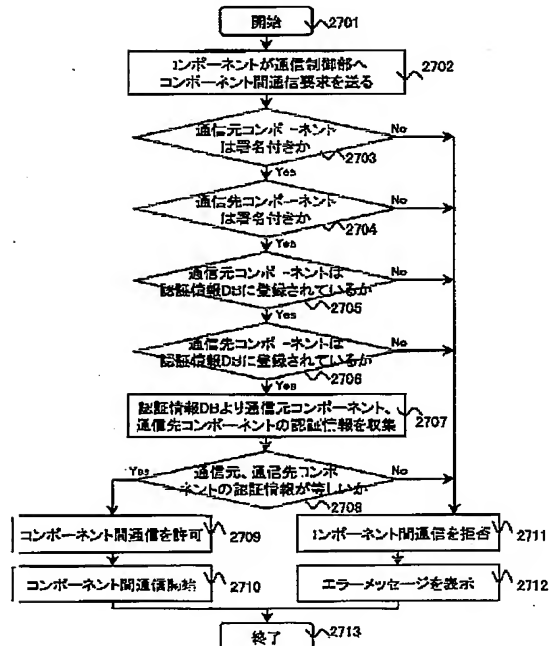 開始
2701
コンポーネントが通信制御部へ
コンポーネント間通信要求を送る
2702
通信元コンポーネント
は署名付きか
No
2703
Yes
通信先コンポーネント
は署名付きか
No
2704
Yes
通信元コンポーネントは
認証情報DBに登録されているか
No
2705
Yes
通信先コンポーネントは
認証情報DBに登録されているか
No
2706
Yes
認証情報DBより通信元コンポーネント、
通信先コンポーネントの認証情報を収集
2707
Yes
通信元、通信先コンポ
ーネントの認証情報が等しいか
No
2708
コンポーネント間通信を許可
2709
コンポーネント間通信を拒否
2711
コンポーネント間通信開始
2710
エラーメッセージを表示
2712
終了
2713